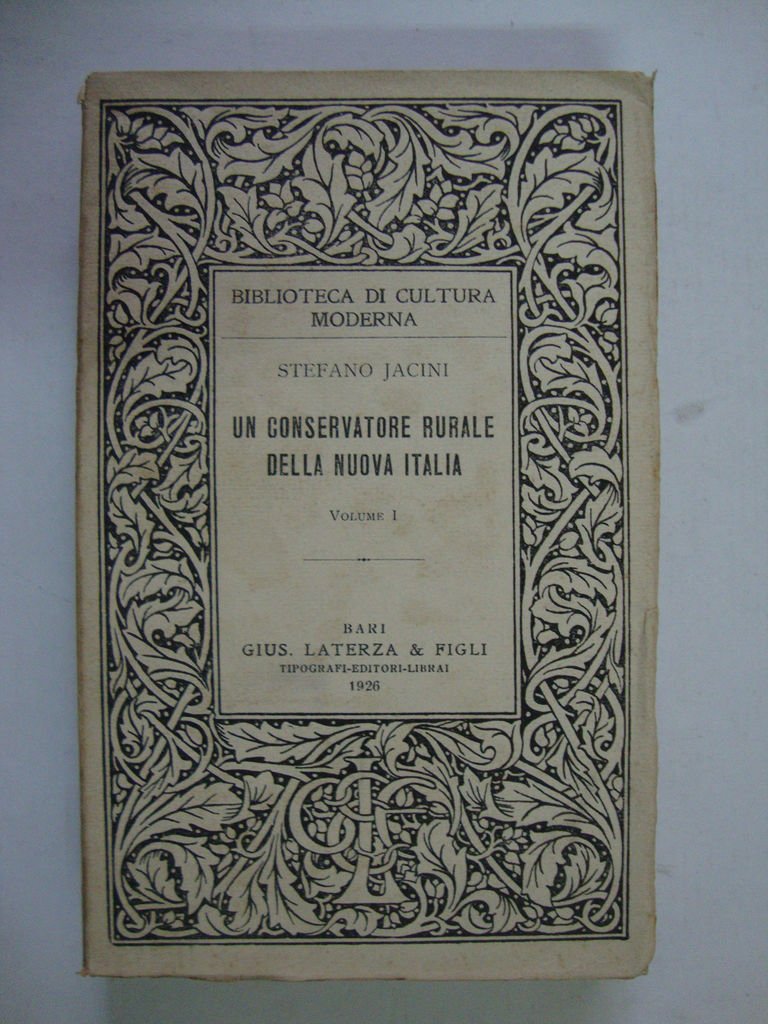 BIBLIOTECA DI CULTURA
MODERNA
STEFANO JACINI
UN CONSERVATORE RURALE
DELLA NUOVA ITALIA
VOLUME I
BARI
GIUS. LATERZA & FIGLI
TIPOGRAFI-EDITORI-LIBRAI
1926